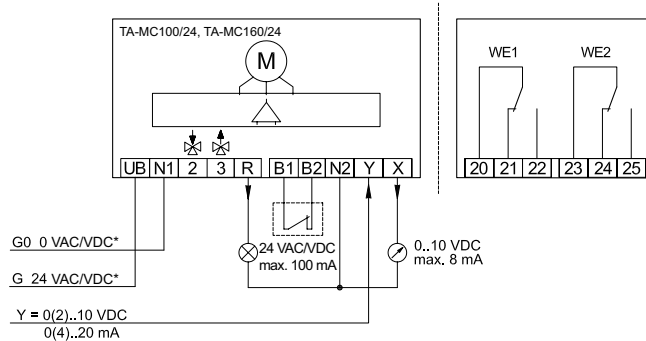 TA-MC100/24, TA-MC160/24
M
WE1 WE2
UB N1 2 3 R B1 B2 N2 Y X
20 21 22 23 24 25
G0 0 VAC/VDC*
24 VAC/VDC
max. 100 mA
0..10 VDC
max. 8 mA
G 24 VAC/VDC*
Y = 0(2)..10 VDC
0(4)..20 mA